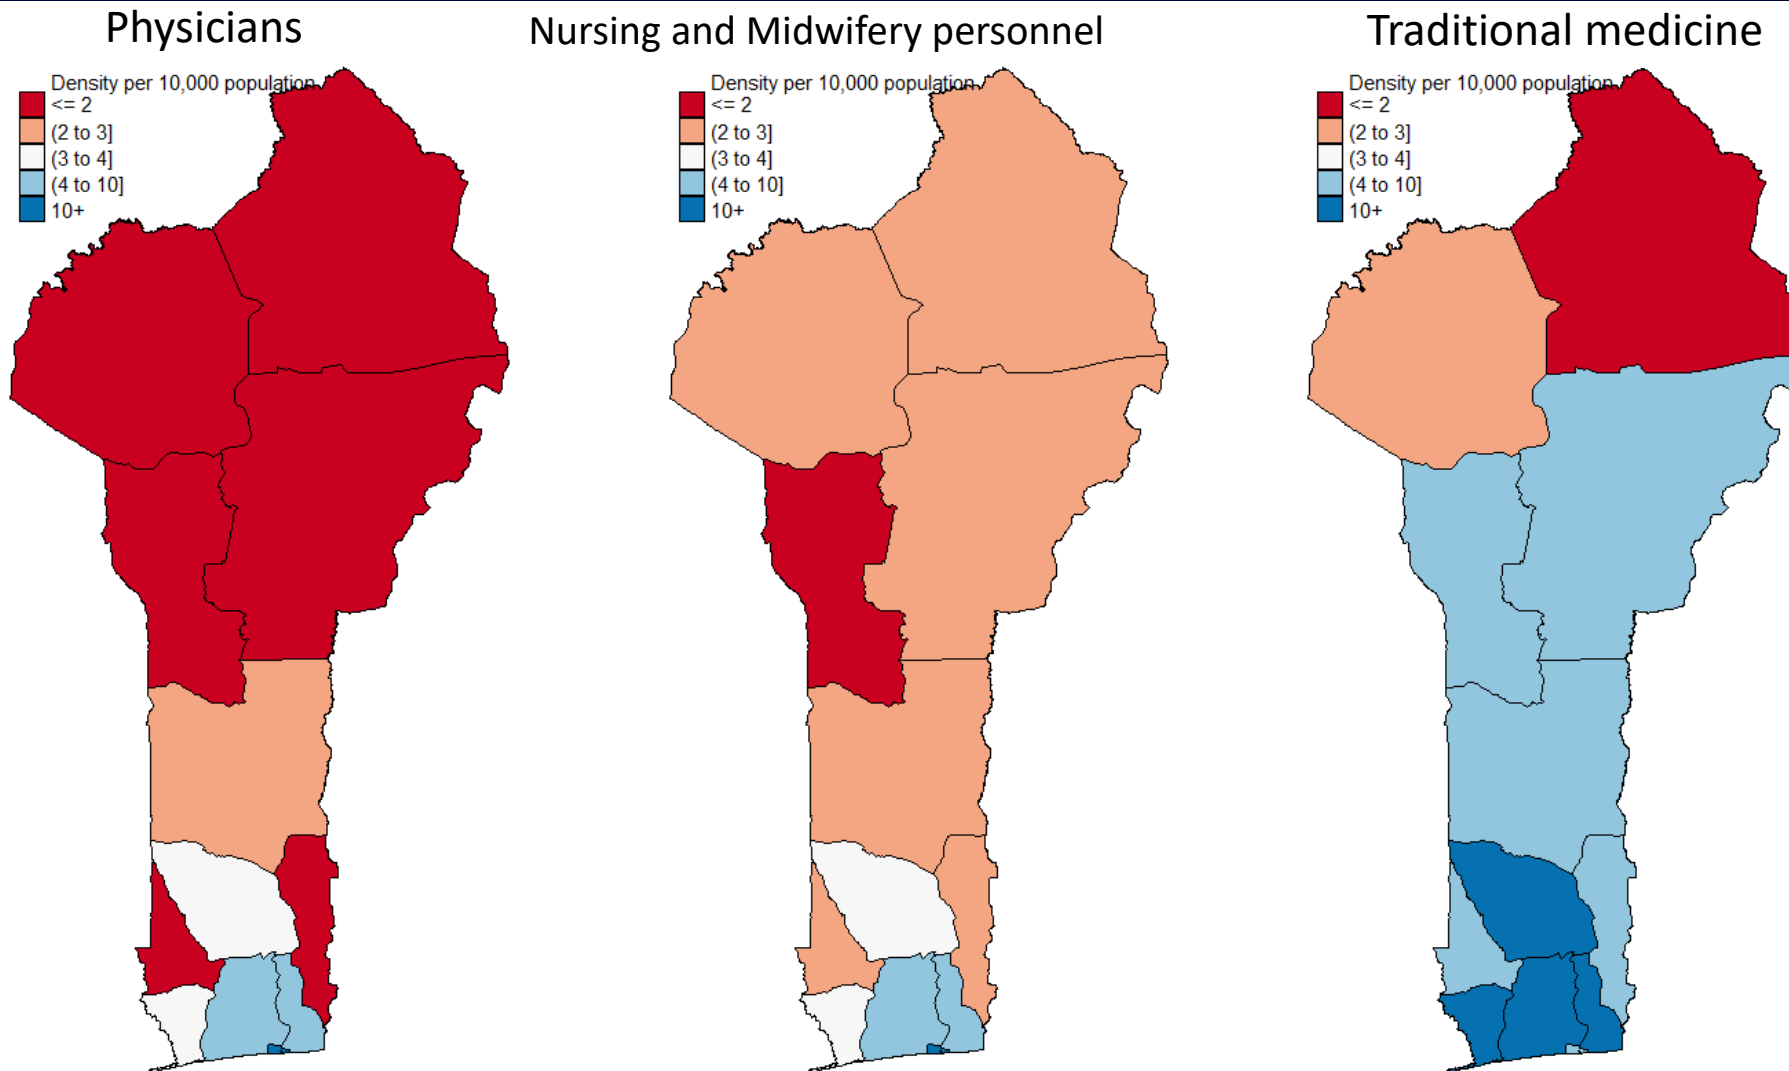 Physicians
Density per 10,000 population
<= 2
(2 to 3]
(3 to 4]
(4 to 10]
10+
Nursing and Midwifery personnel
Density per 10,000 population
<= 2
(2 to 3]
(3 to 4]
(4 to 10]
10+
Traditional medicine
Density per 10,000 population
<= 2
(2 to 3]
(3 to 4]
(4 to 10]
10+